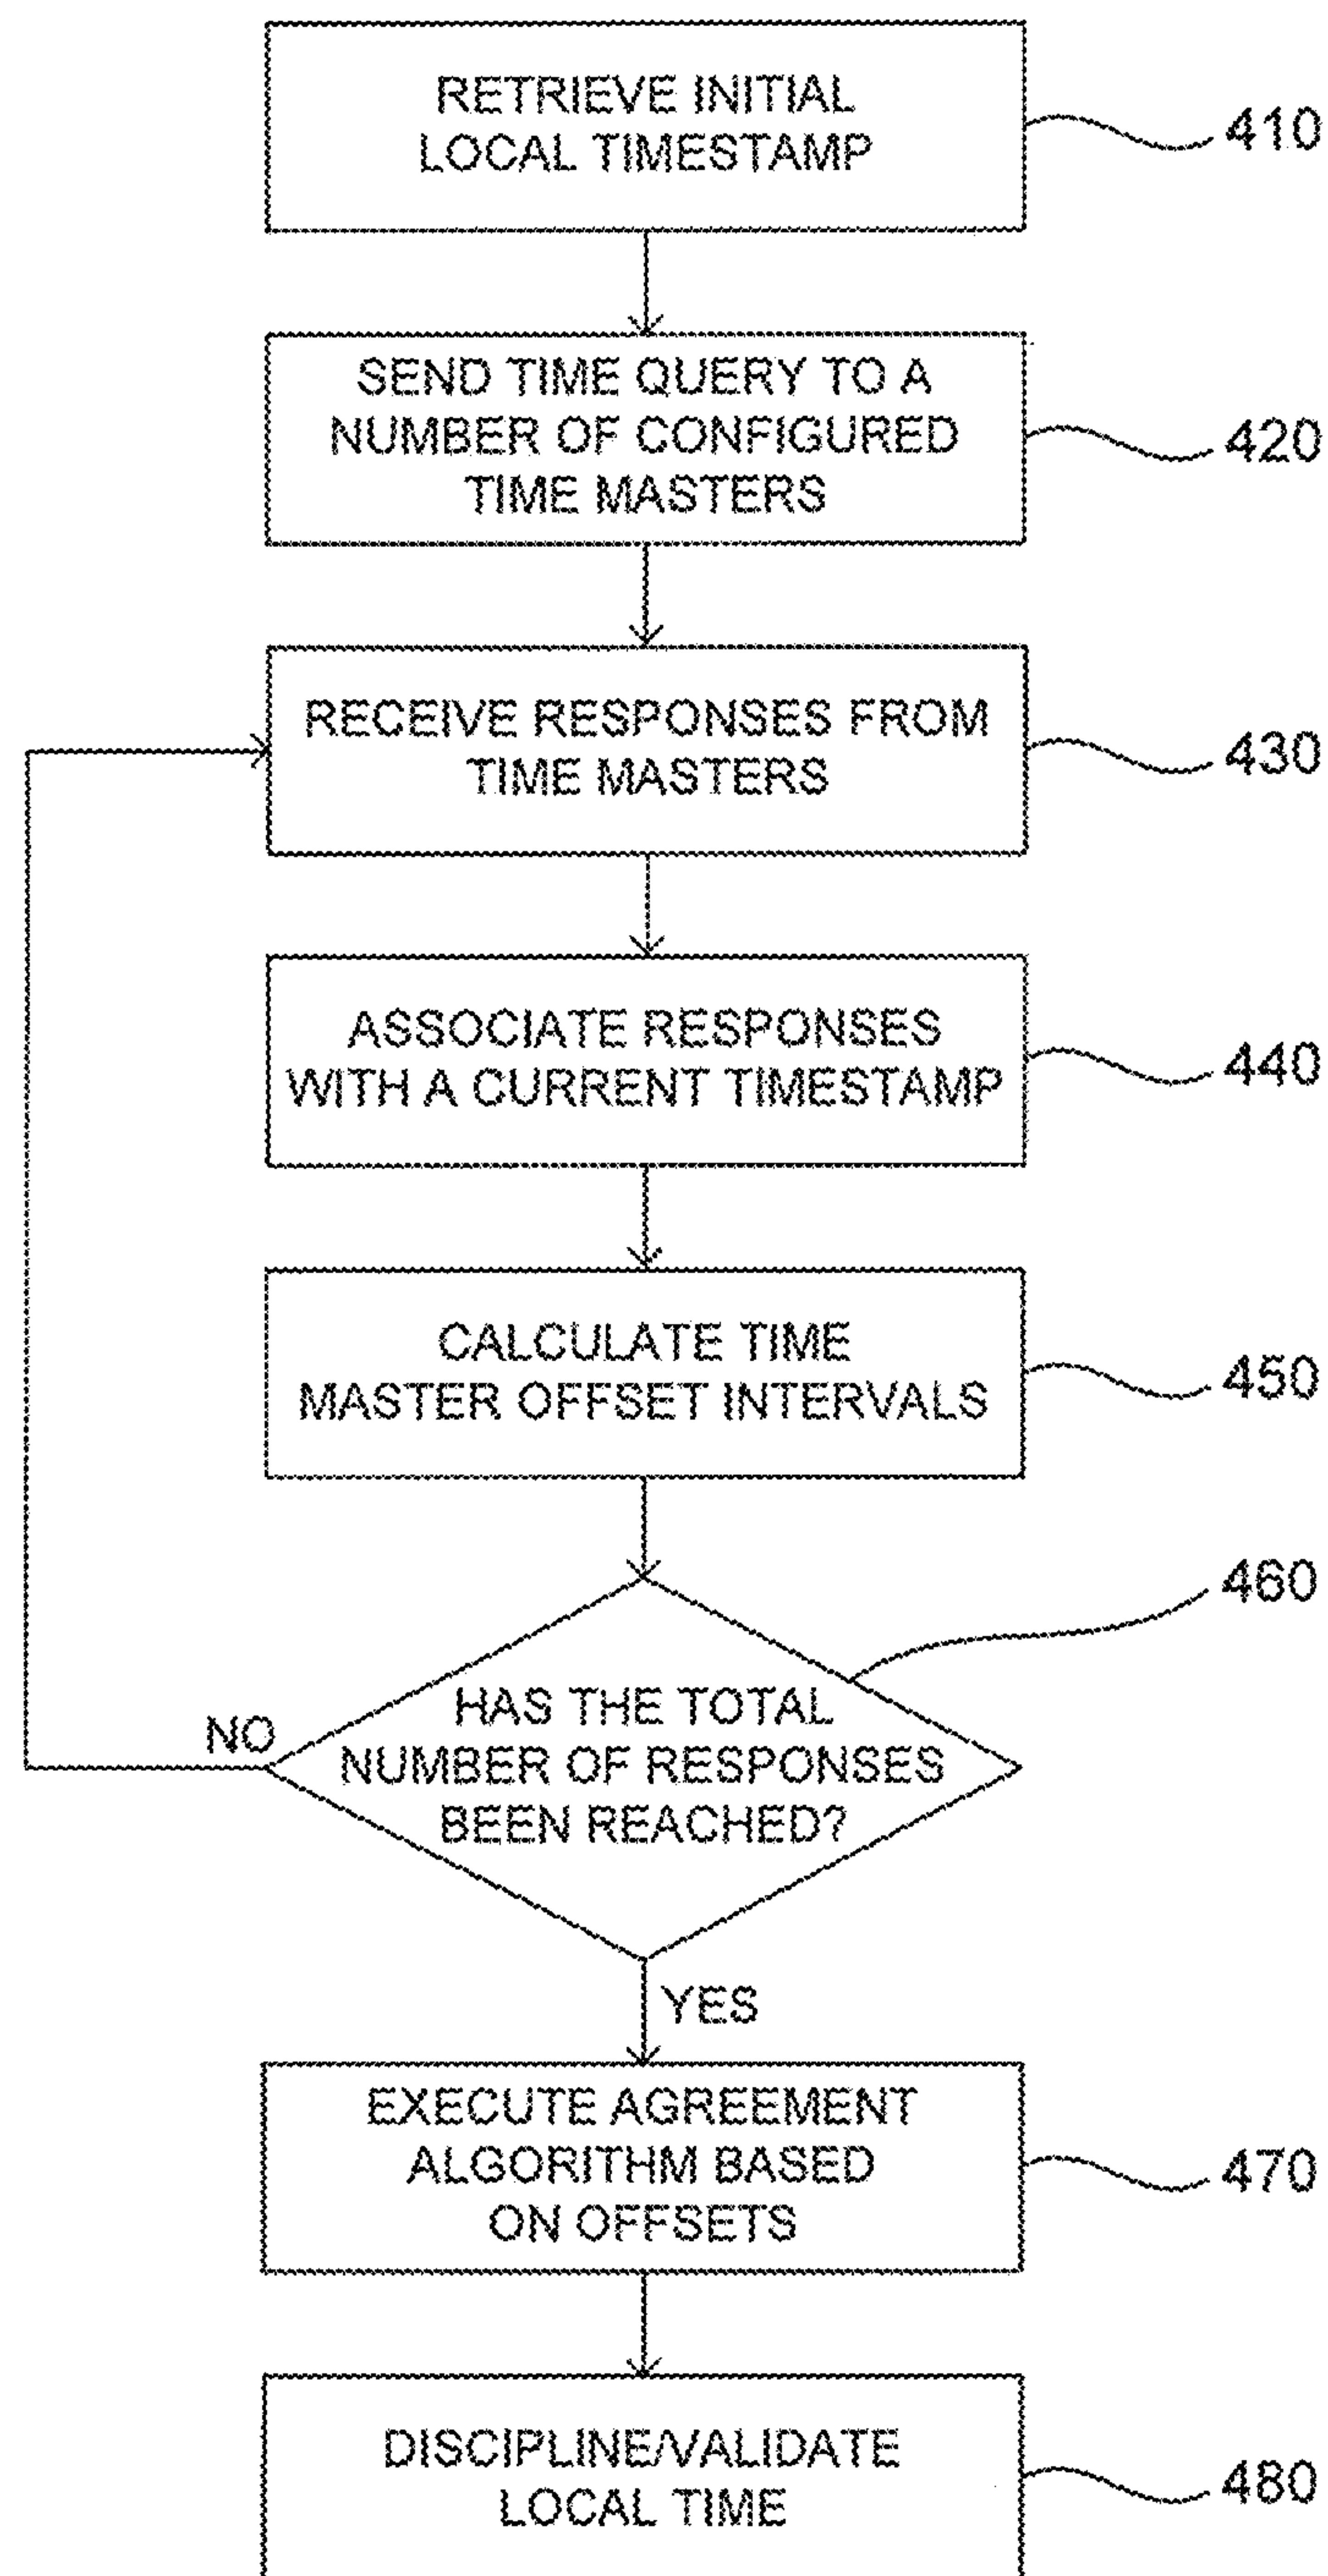 RETRIEVE INITIAL
LOCAL TIMESTAMP
410
SEND TIME QUERY TO A
NUMBER OF CONFIGURED
TIME MASTERS
420
RECEIVE RESPONSES FROM
TIME MASTERS
430
ASSOCIATE RESPONSES
WITH A CURRENT TIMESTAMP
440
CALCULATE TIME
MASTER OFFSET INTERVALS
450
460
HAS THE TOTAL
NUMBER OF RESPONSES
BEEN REACHED?
NO
YES
EXECUTE AGREEMENT
ALGORITHM BASED
ON OFFSETS
470
DISCIPLINE/VALIDATE
LOCAL TIME
480